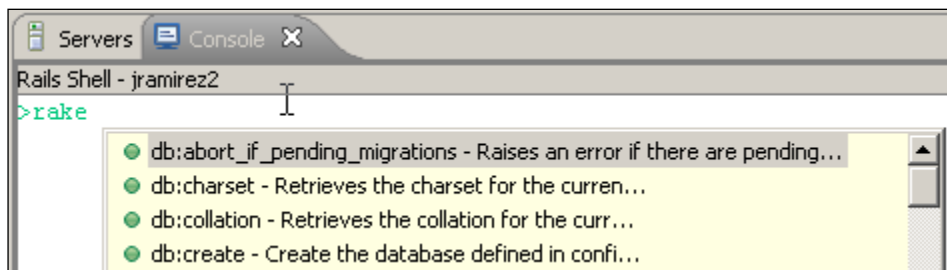 Servers Console
Rails Shell - jramirez2
>rake
db:abort_if_pending_migrations - Raises an error if there are pending...
db:charset - Retrieves the charset for the curren...
db:collation - Retrieves the collation for the curr...
db:create - Create the database defined in confi...